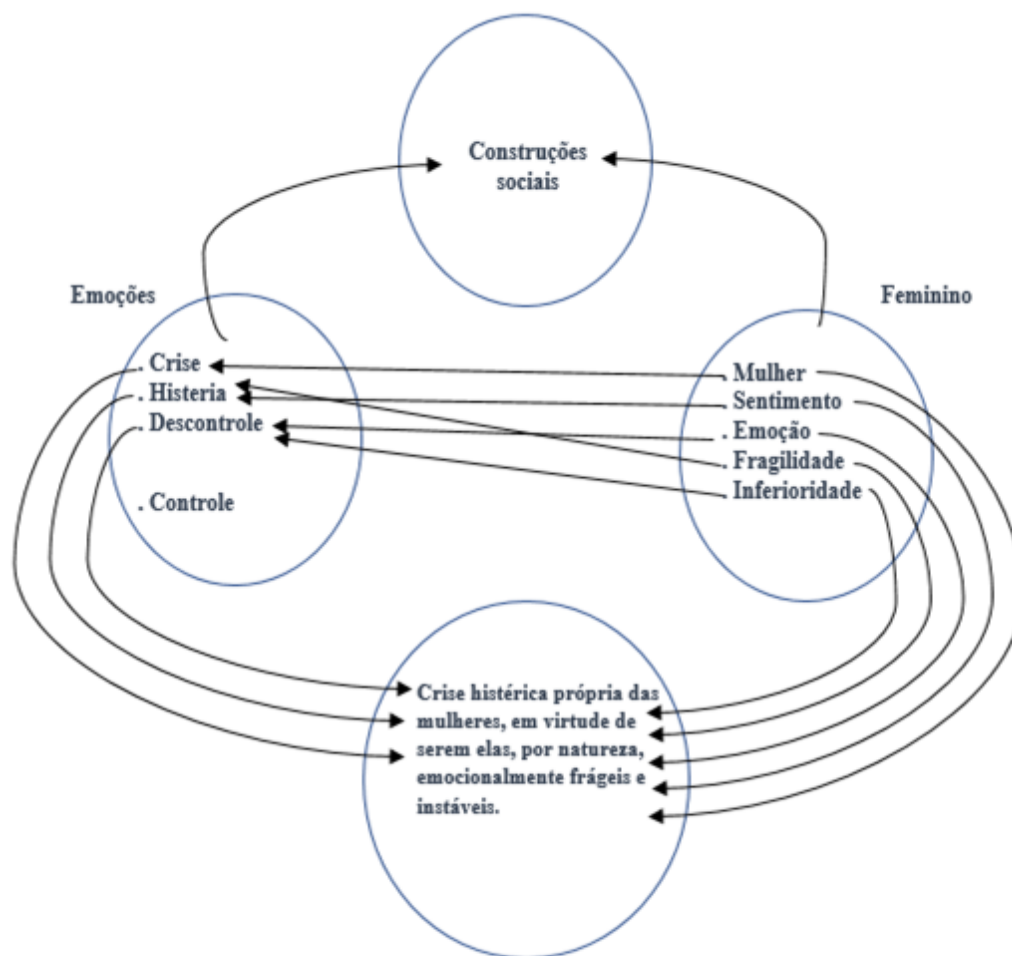 Construções
sociais
Emoções
Feminino
. Crise
. Histeria
. Descontrole
. Controle
. Mulher
. Sentimento
. Emoção
. Fragilidade
. Inferioridade
Crise histérica própria das
mulheres, em virtude de
serem elas, por natureza,
emocionalmente frágeis e
instáveis.